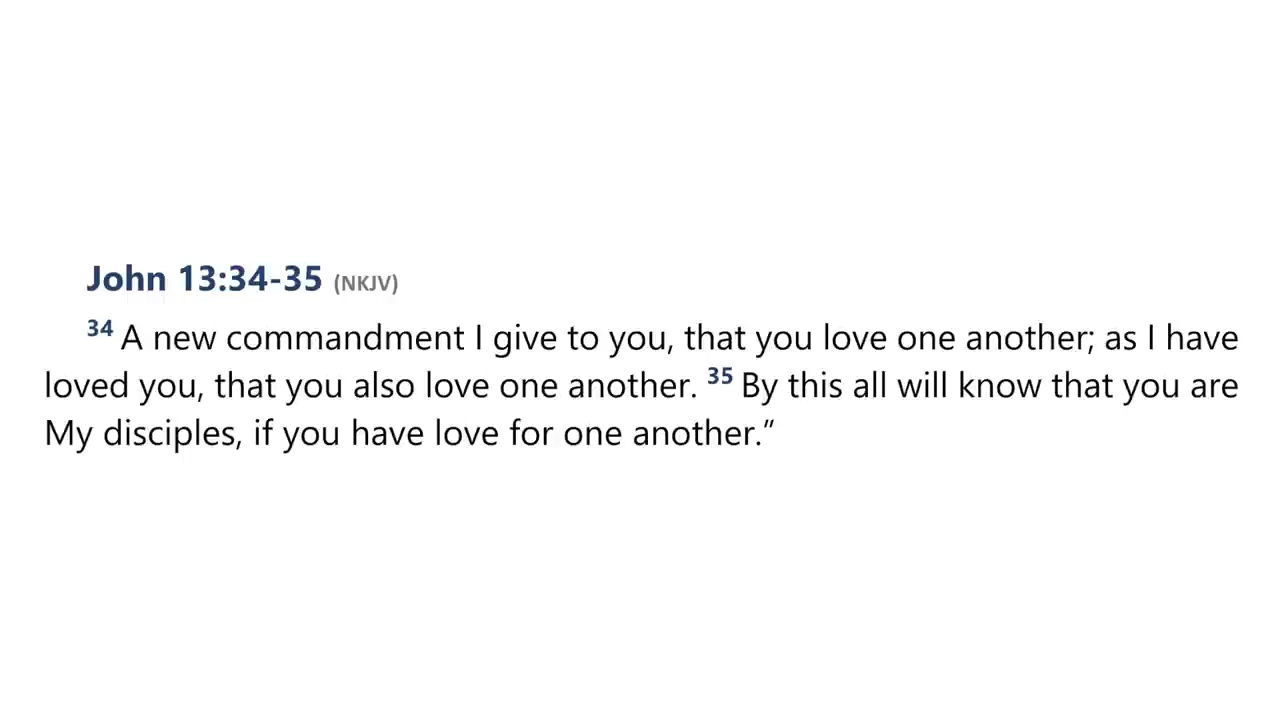 John 13:34-35 (NKJV)
34 A new commandment I give to you, that you love one another; as I have
loved you, that you also love one another. 35 By this all will know that you are
My disciples, if you have love for one another.”